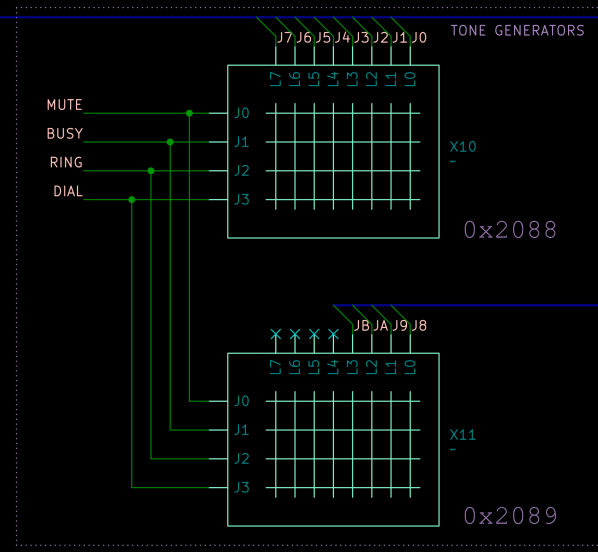 J7 J6 J5 J4 J3 J2 J1 J0
TONE GENERATORS
L7 L6 L5 L4 L3 L2 L1 L0
MUTE
J0
BUSY
J1
RING
J2
DIAL
J3
X10
~
0x2088
JB JA J9 J8
L7 L6 L5 L4 L3 L2 L1 L0
J0
J1
J2
J3
X11
~
0x2089